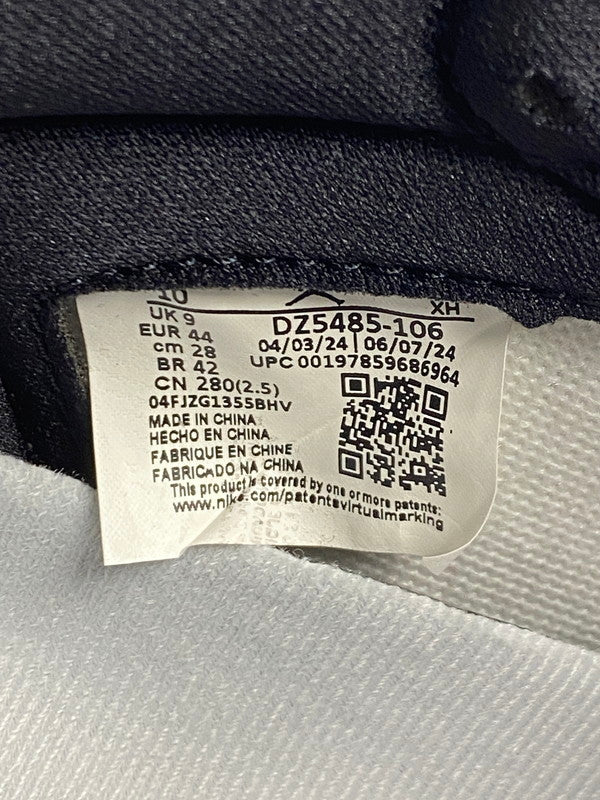 10
UK 9
EUR 44
cm 28
BR 42
CN 280(2.5)
04FJZG1355BHV
MADE IN CHINA
HECHO EN CHINA
FABRIQUE EN CHINE
FABRICADO NA CHINA
XH
DZ5485-106
04/03/24 | 06/07/24
UPC 00197859686964
This product is covered by one or more patents:
www.nike.com/patentsvirtualmarking